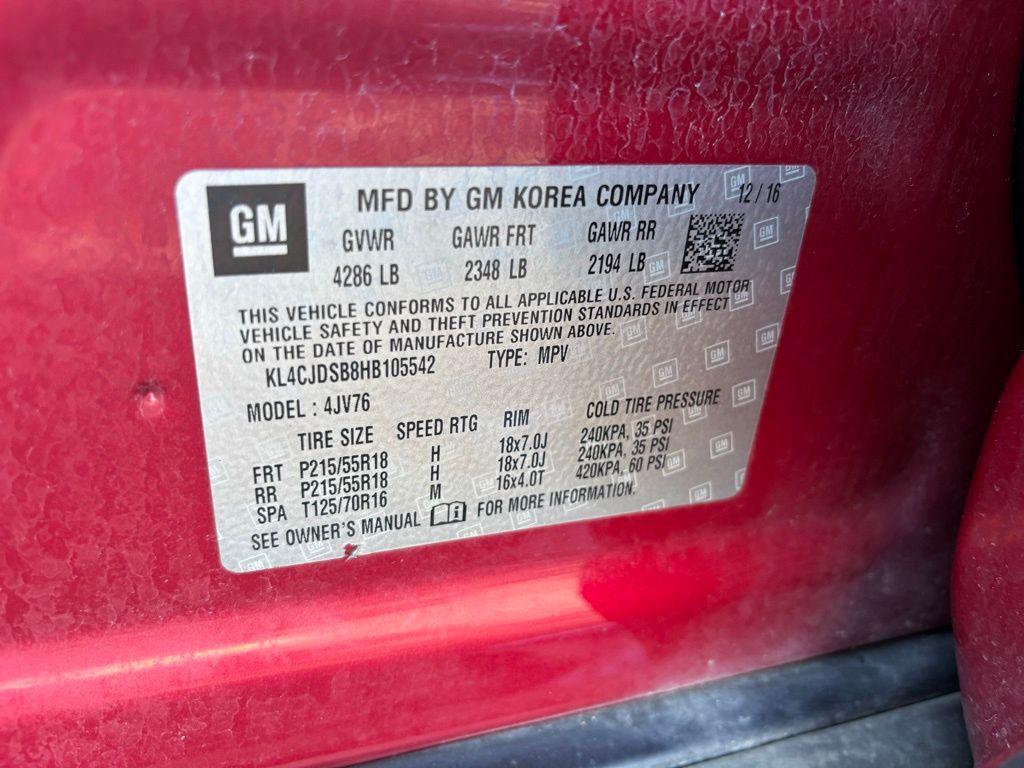 GM
MFD BY GM KOREA COMPANY 12 / 16
GVWR GAWR FRT GAWR RR
4286 LB 2348 LB 2194 LB
THIS VEHICLE CONFORMS TO ALL APPLICABLE U.S. FEDERAL MOTOR
VEHICLE SAFETY AND THEFT PREVENTION STANDARDS IN EFFECT
ON THE DATE OF MANUFACTURE SHOWN ABOVE.
KL4CJDSB8HB105542 TYPE: MPV
MODEL : 4JV76
TIRE SIZE SPEED RTG RIM COLD TIRE PRESSURE
FRT P215/55R18 H 18x7.0J 240KPA, 35 PSI
RR P215/55R18 H 18x7.0J 240KPA, 35 PSI
SPA T125/70R16 M 16x4.0T 420KPA, 60 PSI
SEE OWNER'S MANUAL FOR MORE INFORMATION.